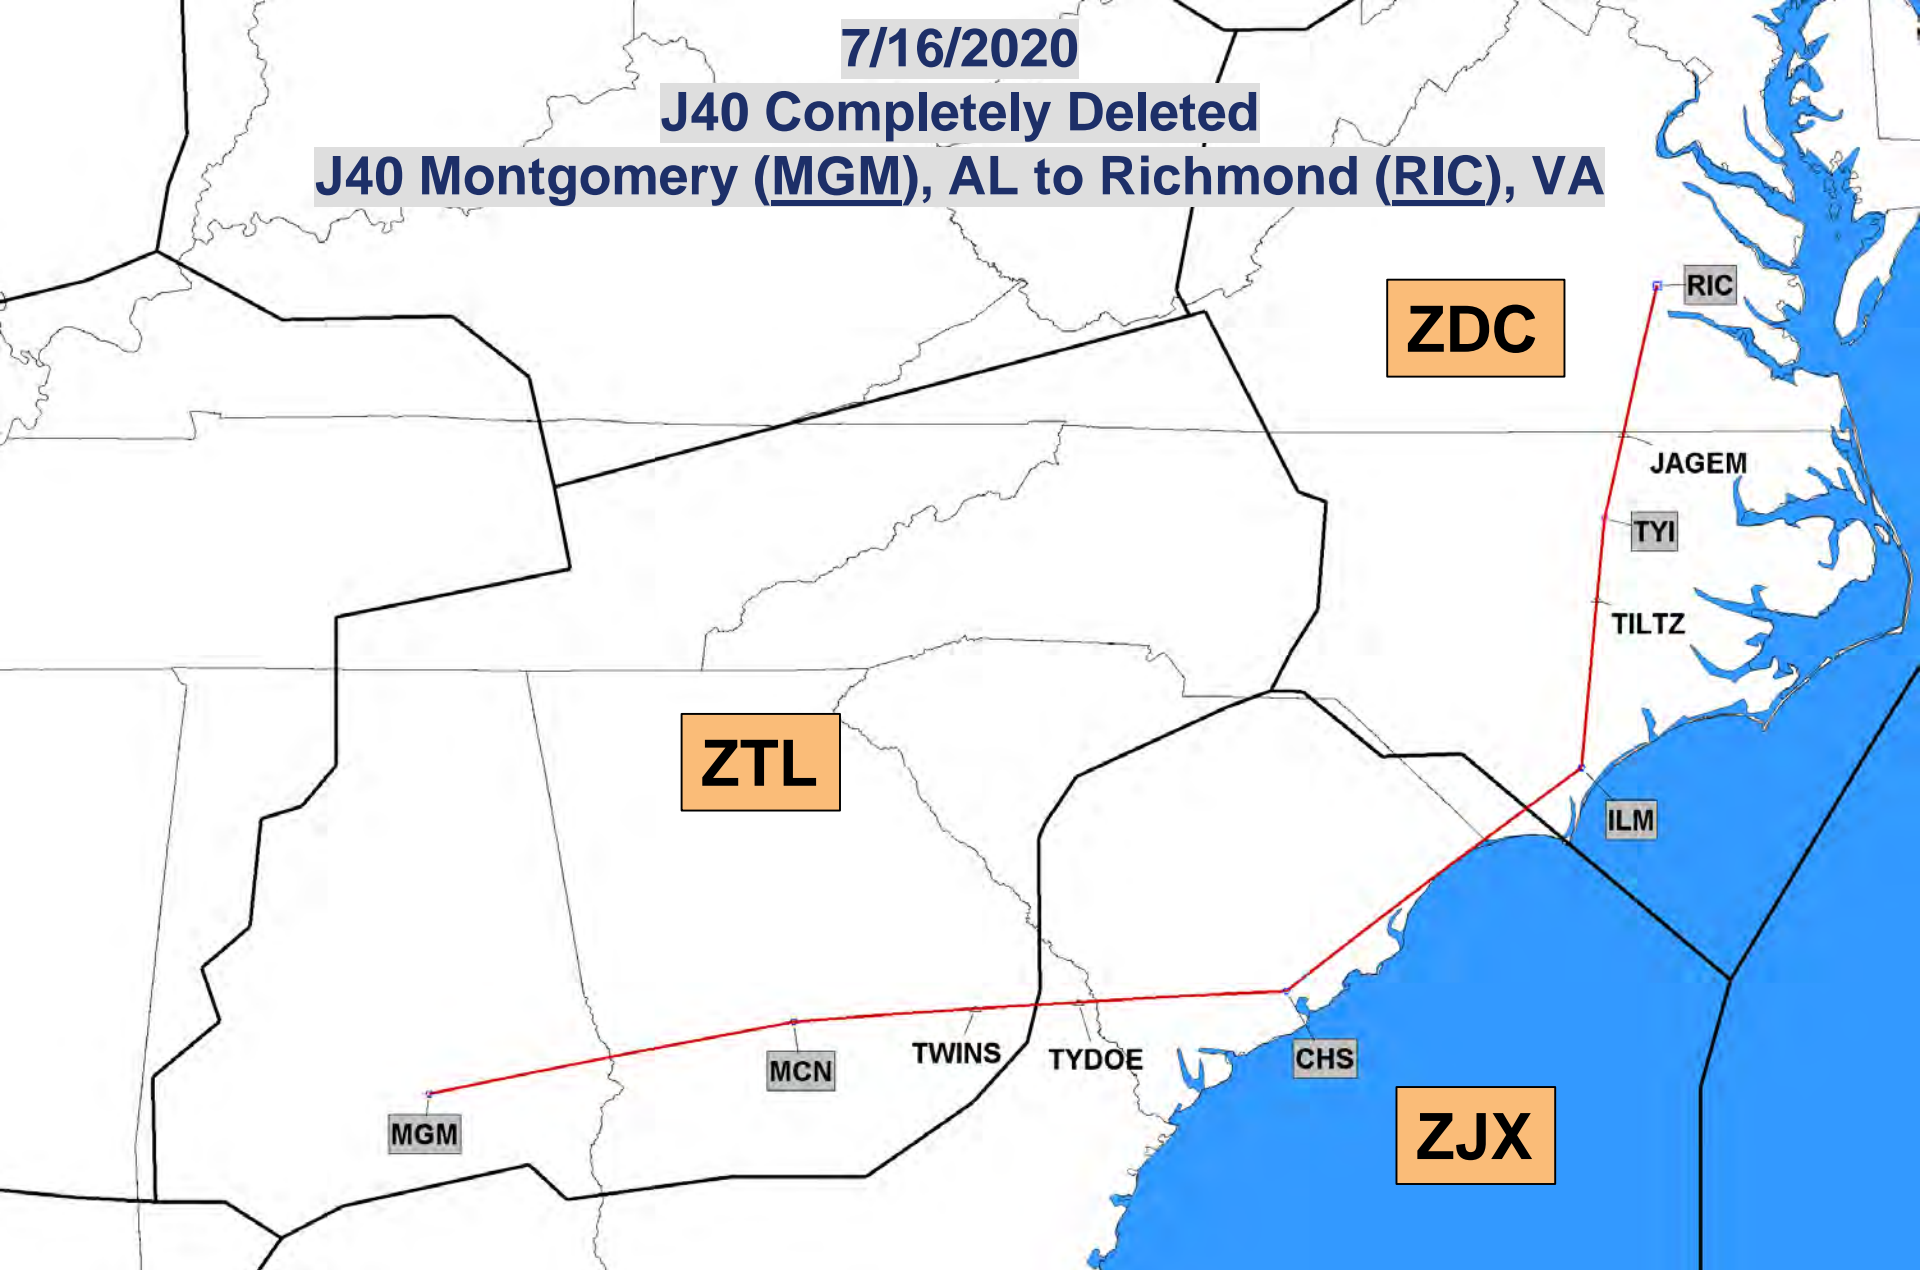 7/16/2020
J40 Completely Deleted
J40 Montgomery (MGM), AL to Richmond (RIC), VA
RIC
ZDC
JAGEM
TYI
TILTZ
ZTL
ILM
TWINS
TYDOE
CHS
MCN
MGM
ZJX